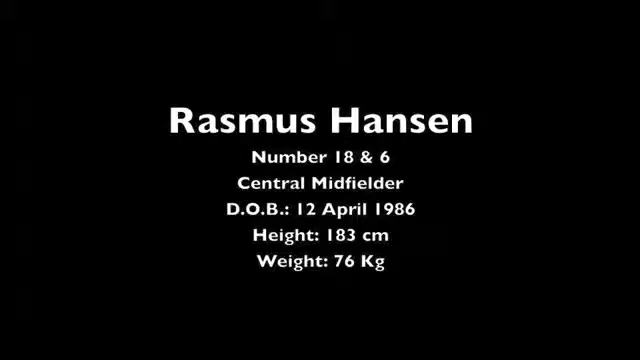 Rasmus Hansen
Number 18 & 6
Central Midfielder
D.O.B.: 12 April 1986
Height: 183 cm
Weight: 76 Kg